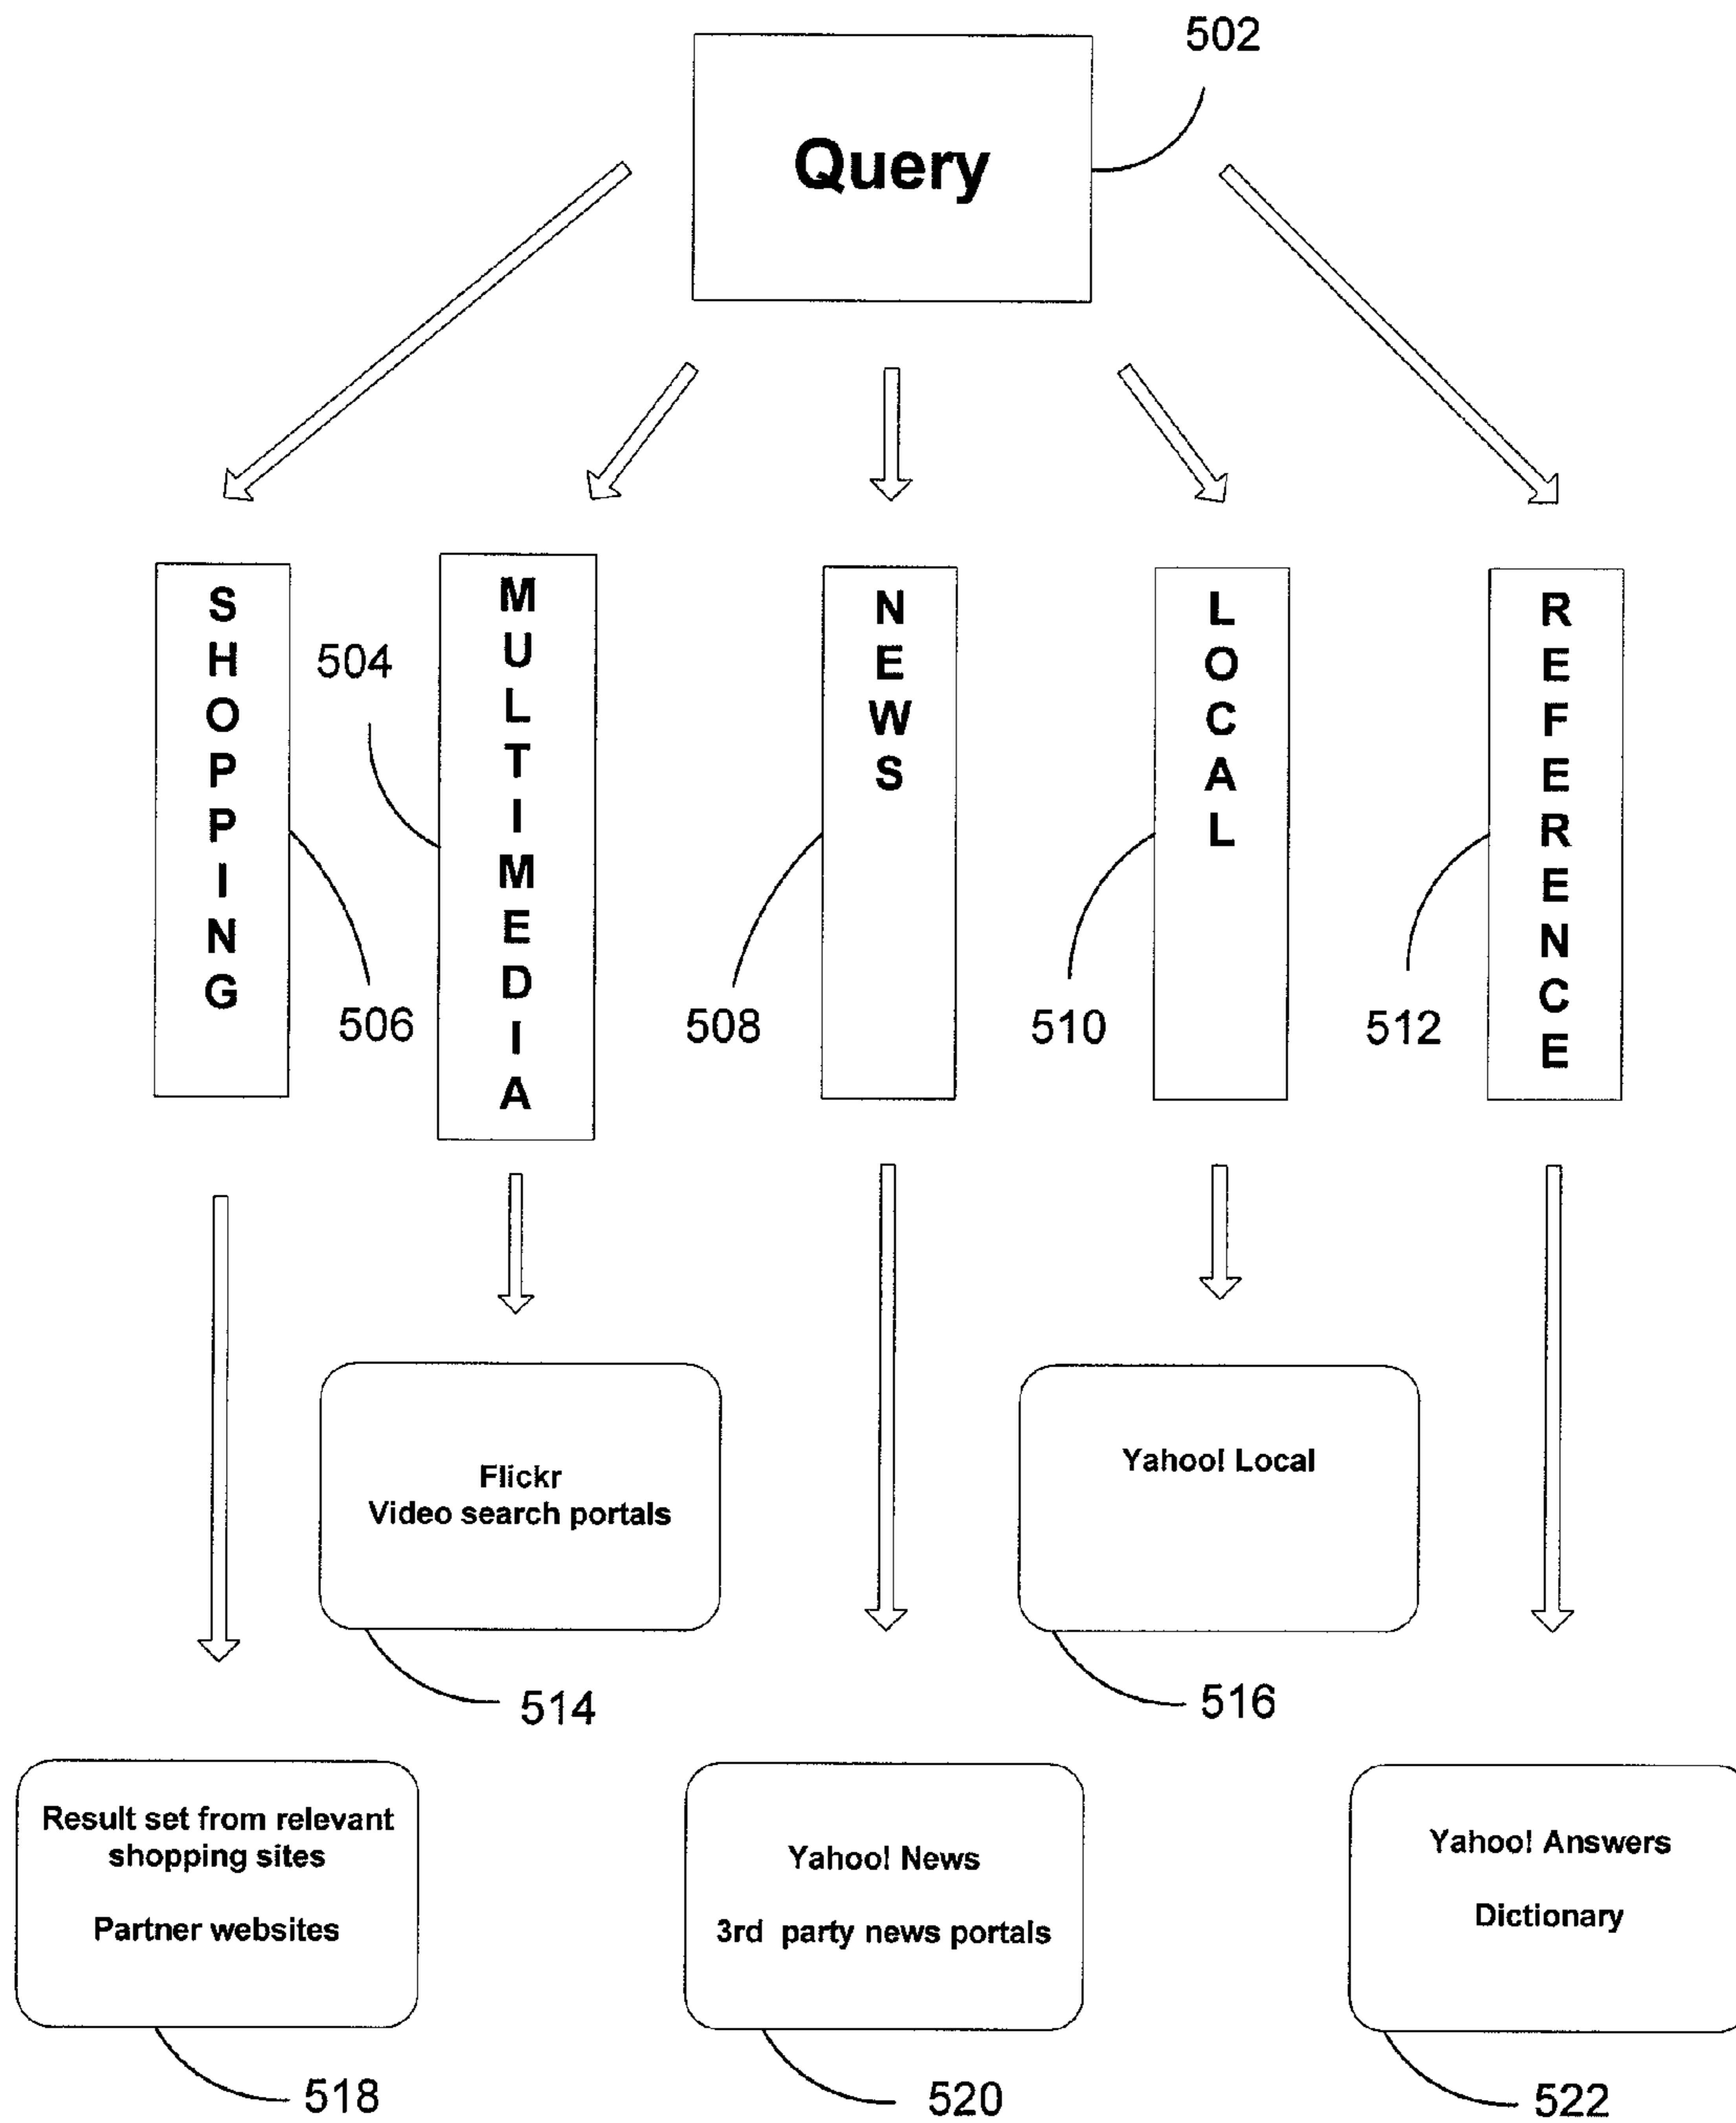 502
Query
SHOPPING
MULTIMEDIA
NEWS
LOCAL
REFERENCE
504
506
508
510
512
Flickr
Video search portals
Yahoo! Local
514
516
Result set from relevant
shopping sites
Partner websites
Yahoo! News
3rd party news portals
Yahoo! Answers
Dictionary
518
520
522